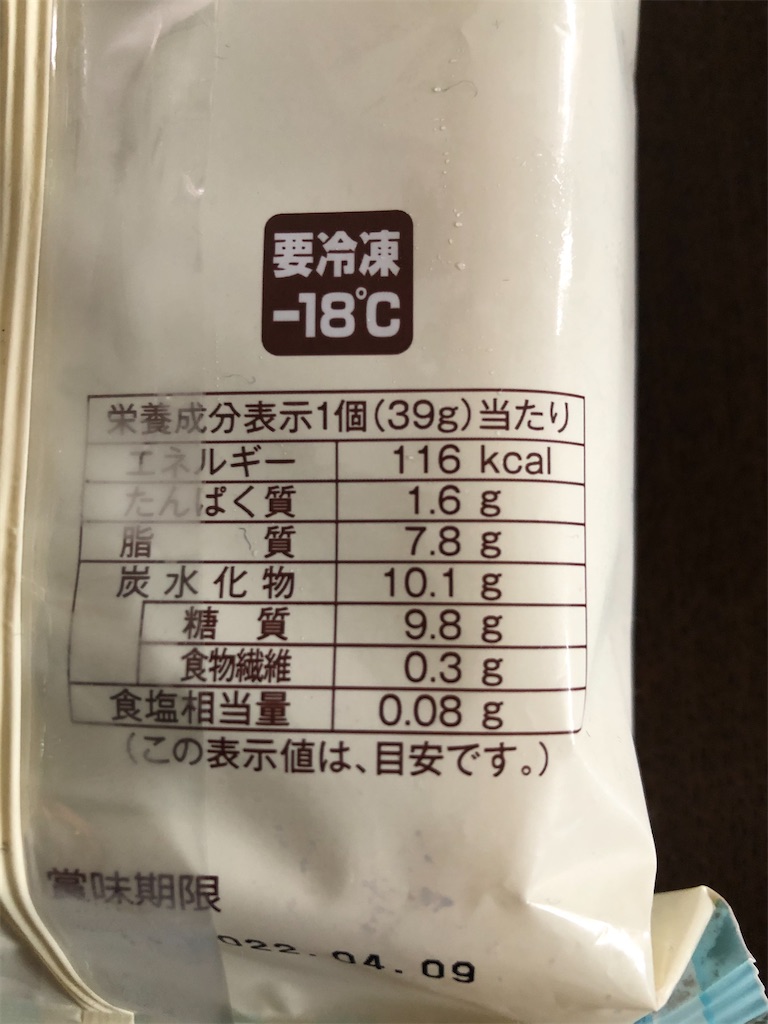 要冷凍
-18℃
栄養成分表示1個(39g)当たり
エネルギー 116 kcal
たんぱく質 1.6 g
脂質 7.8 g
炭水化物 10.1 g
糖質 9.8 g
食物繊維 0.3 g
食塩相当量 0.08 g
(この表示値は、目安です。)
賞味期限
022.04.09